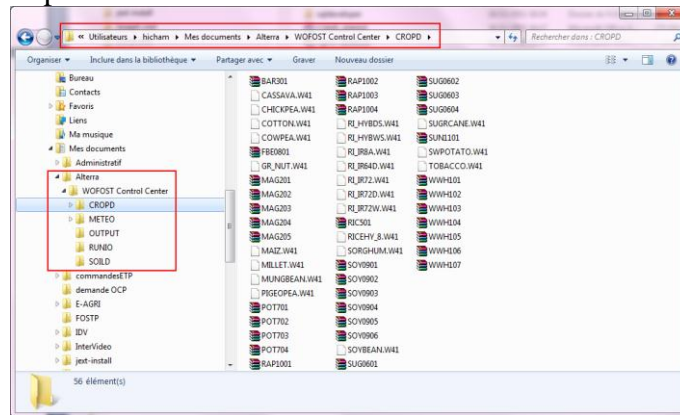 « Utilisateurs ▸ hicham ▸ Mes documents ▸ Alterra ▸ WOFOST Control Center ▸ CROPD ▸
Rechercher dans : CROPD
Organiser Inclure dans la bibliothèque Partager avec Graver Nouveau dossier
Bureau
Contacts
Favoris
Liens
Ma musique
Mes documents
Administratif
Alterra
WOFOST Control Center
CROPD
METEO
OUTPUT
RUNIO
SOILD
commandesETP
demande OCP
E-AGRI
FOSTP
IDV
InterVideo
jext-install
BAR301
CASSAVA.W41
CHICKPEA.W41
COTTON.W41
COWPEA.W41
FBE0801
GR_NUT.W41
MAG201
MAG202
MAG203
MAG204
MAG205
MAIZ.W41
MILLET.W41
MUNGBEAN.W41
PIGEOPEA.W41
POT701
POT702
POT703
POT704
RAP1001
RAP1002
RAP1003
RAP1004
RI_HYBDS.W41
RI_HYBWS.W41
RI_IR8A.W41
RI_IR64D.W41
RI_IR72.W41
RI_IR72D.W41
RI_IR72W.W41
RIC501
RICEHY_8.W41
SORGHUM.W41
SOY0901
SOY0902
SOY0903
SOY0904
SOY0905
SOY0906
SOYBEAN.W41
SUG0601
SUG0602
SUG0603
SUG0604
SUGRCANE.W41
SUN1101
SWPOTATO.W41
TOBACCO.W41
WWH101
WWH102
WWH103
WWH104
WWH105
WWH106
WWH107
56 élément(s)